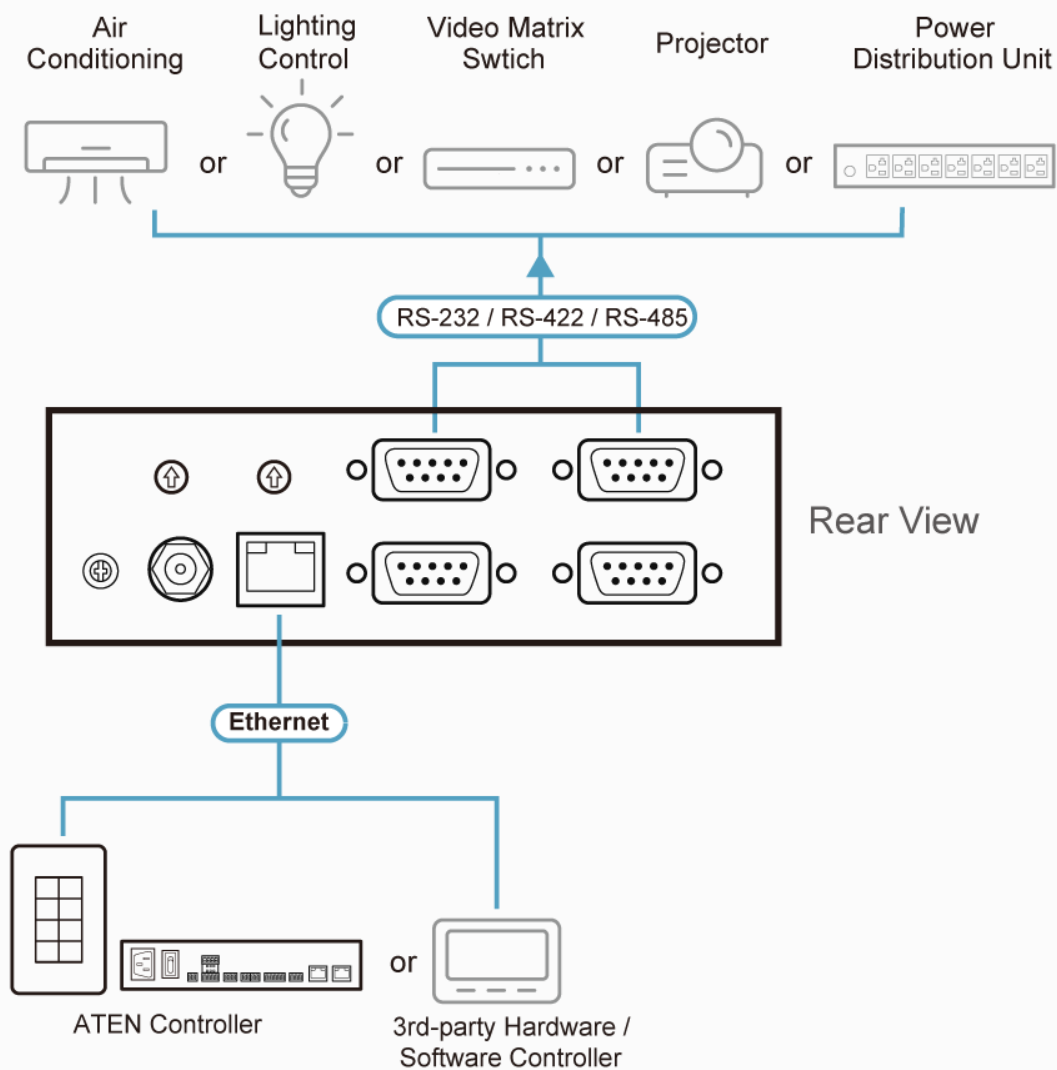 Air
Conditioning
Lighting
Control
Video Matrix
Swtich
Projector
Power
Distribution Unit
or
or
or
or
RS-232 / RS-422 / RS-485
Rear View
Ethernet
or
ATEN Controller
3rd-party Hardware /
Software Controller